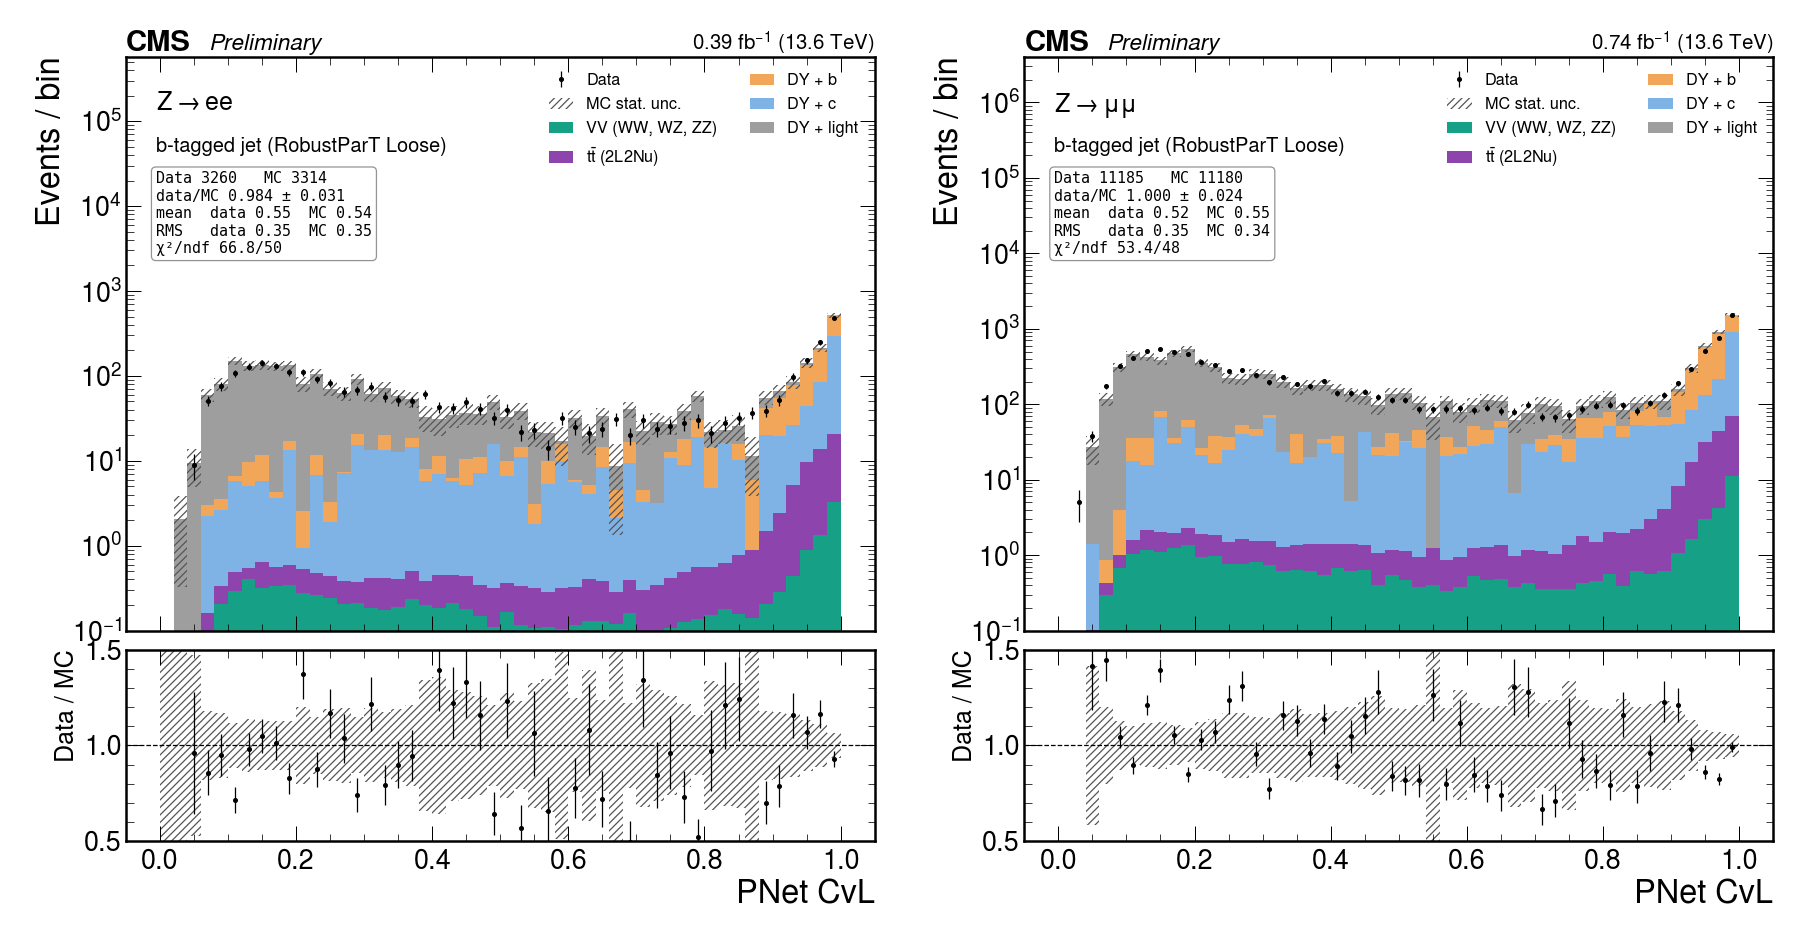 CMS Preliminary 0.39 fb⁻¹ (13.6 TeV)
Events / bin
Z → ee
b-tagged jet (RobustParT Loose)
Data 3260   MC 3314
data/MC 0.984 ± 0.031
mean  data 0.55  MC 0.54
RMS   data 0.35  MC 0.35
χ²/ndf 66.8/50
Data
MC stat. unc.
VV (WW, WZ, ZZ)
tt̄ (2L2Nu)
DY + b
DY + c
DY + light
10⁵
10⁴
10³
10²
10¹
10⁰
10⁻¹
Data / MC
1.5
1.0
0.5
0.0 0.2 0.4 0.6 0.8 1.0
PNet CvL
CMS Preliminary 0.74 fb⁻¹ (13.6 TeV)
Events / bin
Z → μμ
b-tagged jet (RobustParT Loose)
Data 11185   MC 11180
data/MC 1.000 ± 0.024
mean  data 0.52  MC 0.55
RMS   data 0.35  MC 0.34
χ²/ndf 53.4/48
Data
MC stat. unc.
VV (WW, WZ, ZZ)
tt̄ (2L2Nu)
DY + b
DY + c
DY + light
10⁶
10⁵
10⁴
10³
10²
10¹
10⁰
10⁻¹
Data / MC
1.5
1.0
0.5
0.0 0.2 0.4 0.6 0.8 1.0
PNet CvL